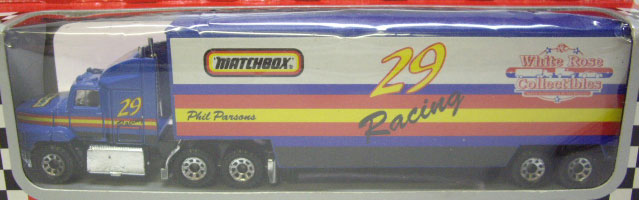 MATCHBOX
29
Racing
White Rose
Collectibles
Phil Parsons
29